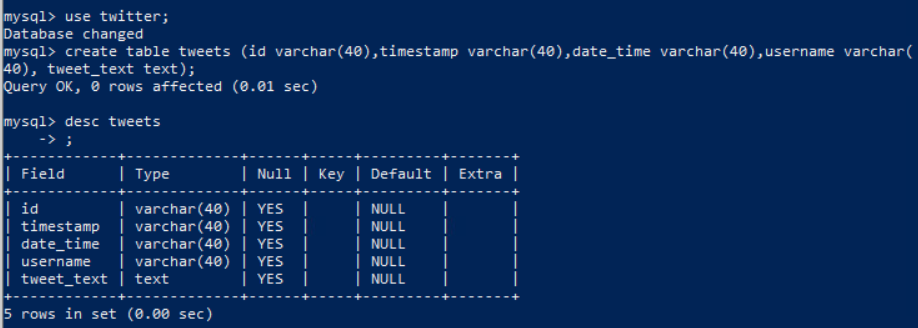 mysql> use twitter;
Database changed
mysql> create table tweets (id varchar(40),timestamp varchar(40),date_time varchar(40),username varchar(
40), tweet_text text);
Query OK, 0 rows affected (0.01 sec)
mysql> desc tweets
    -> ;
+------------+-------------+------+-----+---------+-------+
| Field      | Type        | Null | Key | Default | Extra |
+------------+-------------+------+-----+---------+-------+
| id         | varchar(40) | YES  |     | NULL    |       |
| timestamp  | varchar(40) | YES  |     | NULL    |       |
| date_time  | varchar(40) | YES  |     | NULL    |       |
| username   | varchar(40) | YES  |     | NULL    |       |
| tweet_text | text        | YES  |     | NULL    |       |
+------------+-------------+------+-----+---------+-------+
5 rows in set (0.00 sec)